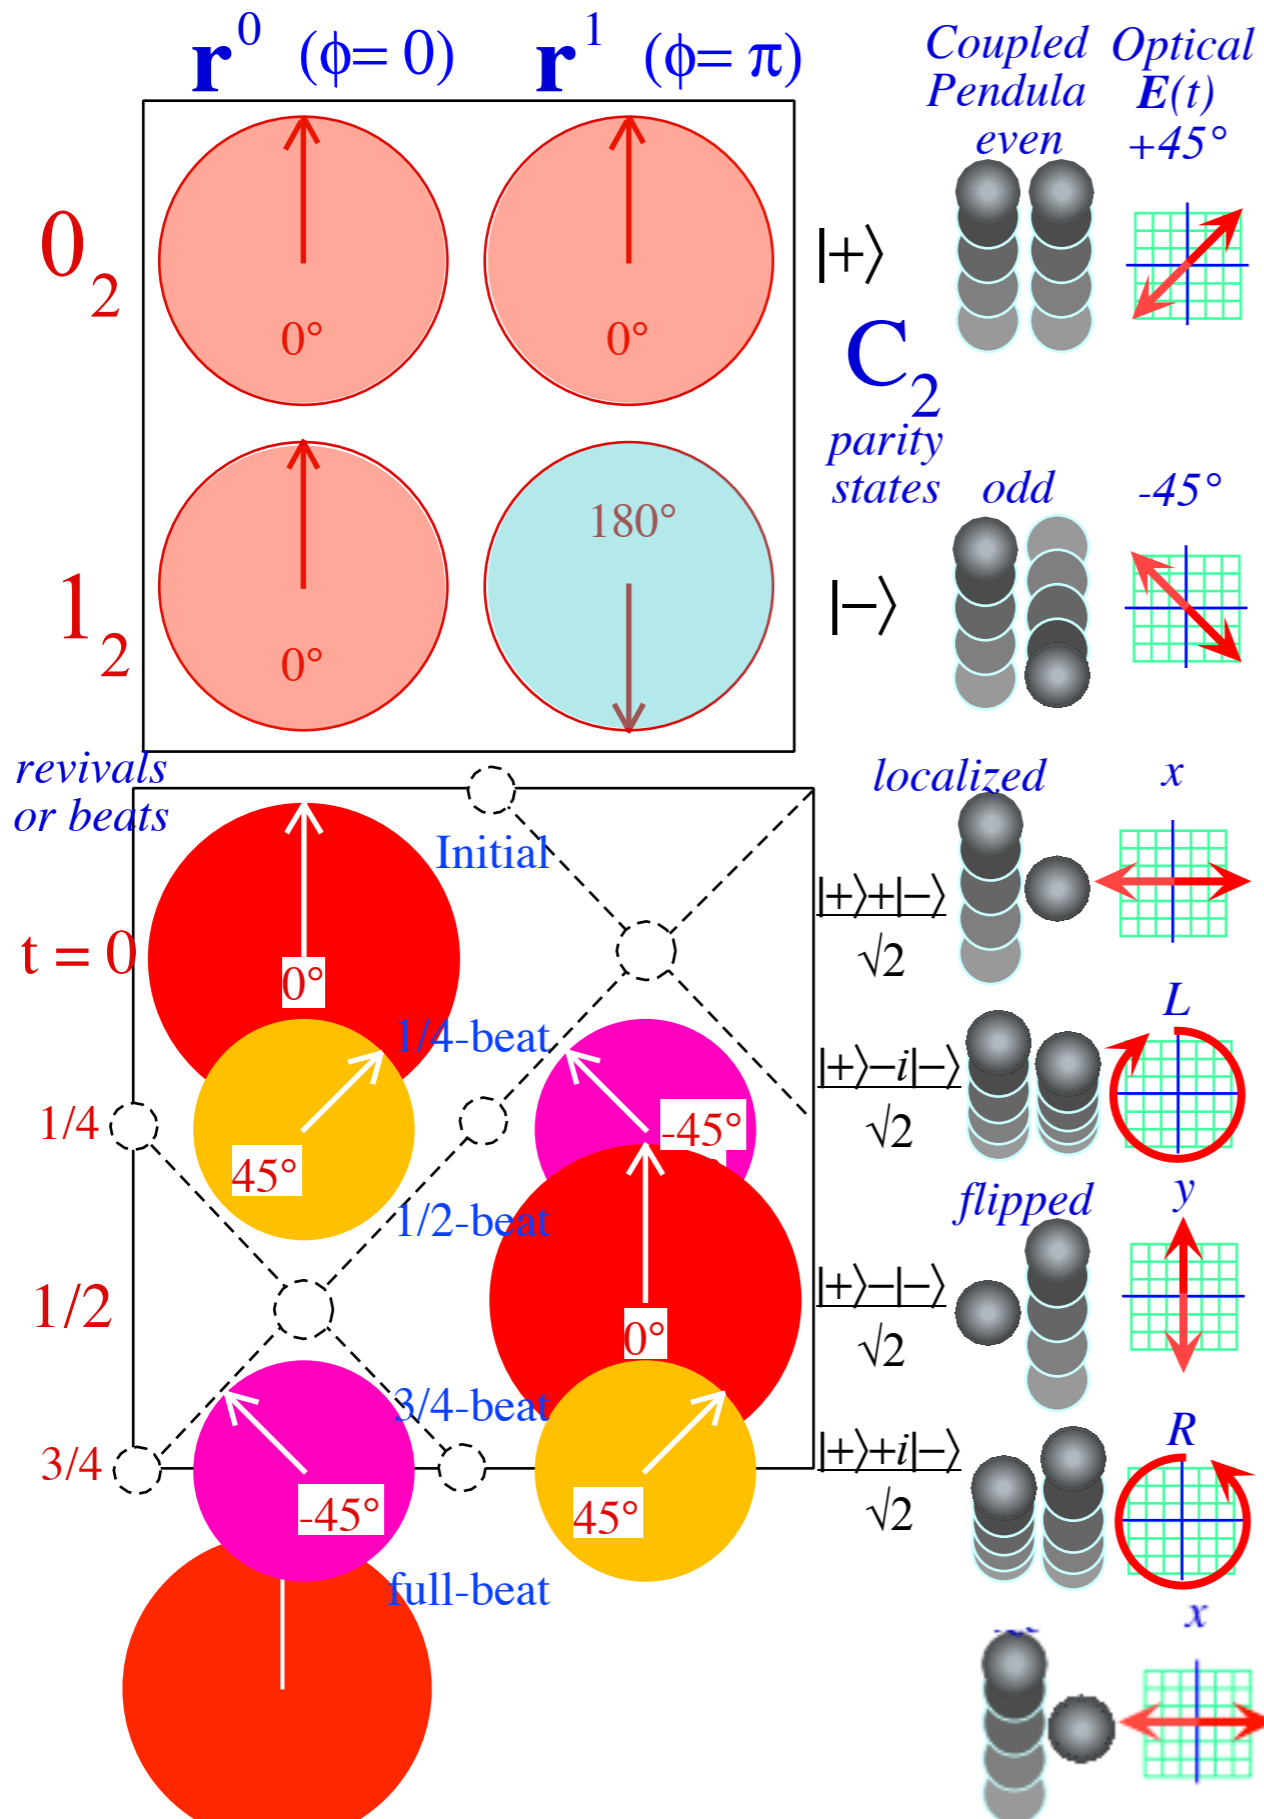 r⁰ (ϕ= 0) r¹ (ϕ= π)
Coupled Pendula
Optical E(t)
even
+45°
0₂
0°
0°
|+⟩
C₂
parity states
odd
-45°
1₂
0°
180°
|−⟩
revivals or beats
localized
x
Initial
t = 0
0°
|+⟩+|−⟩
√2
L
1/4-beat
1/4
45°
-45°
|+⟩−i|−⟩
√2
flipped
y
1/2-beat
1/2
0°
|+⟩−|−⟩
√2
3/4-beat
R
3/4
-45°
45°
|+⟩+i|−⟩
√2
full-beat
x